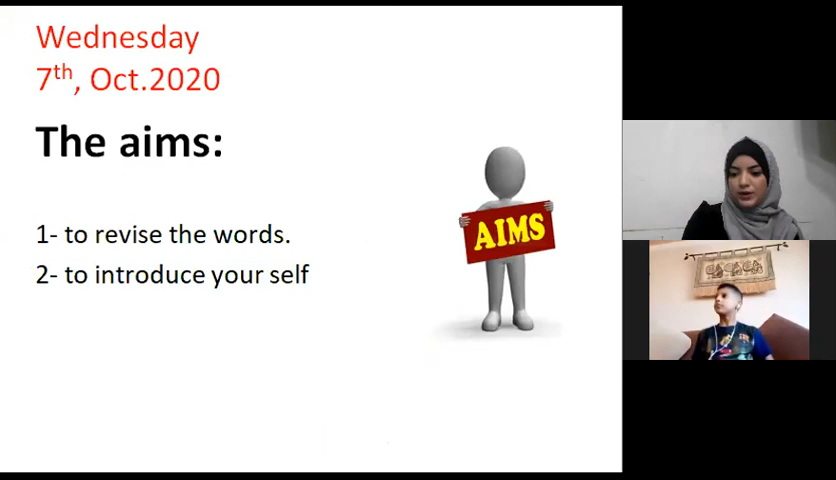 Wednesday
7th, Oct.2020
The aims:
AIMS
1- to revise the words.
2- to introduce your self